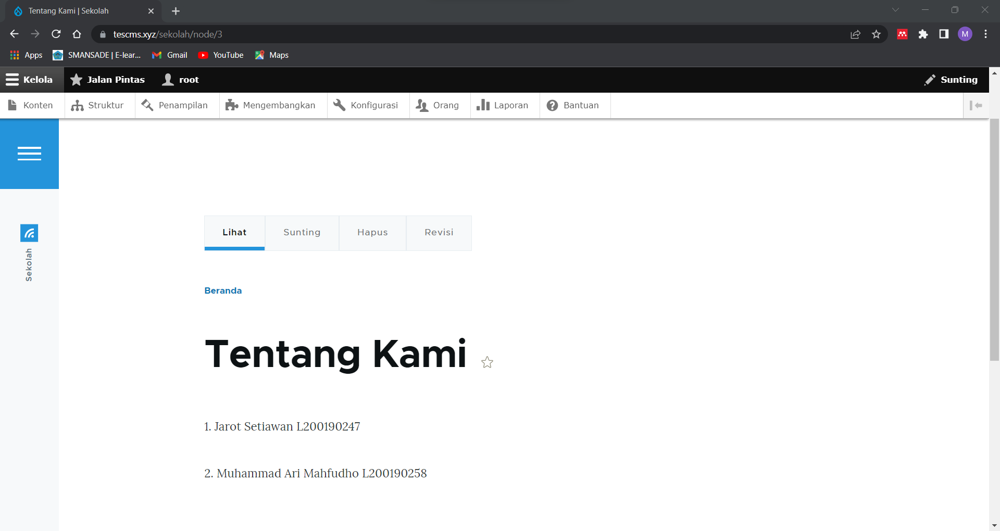 Tentang Kami | Sekolah
tescms.xyz/sekolah/node/3
M
Apps
SMANSADE | E-lear...
Gmail
YouTube
Maps
Kelola
Jalan Pintas
root
Sunting
Konten
Struktur
Penampilan
Mengembangkan
Konfigurasi
Orang
Laporan
Bantuan
Sekolah
Lihat
Sunting
Hapus
Revisi
Beranda
Tentang Kami
1. Jarot Setiawan L200190247
2. Muhammad Ari Mahfudho L200190258